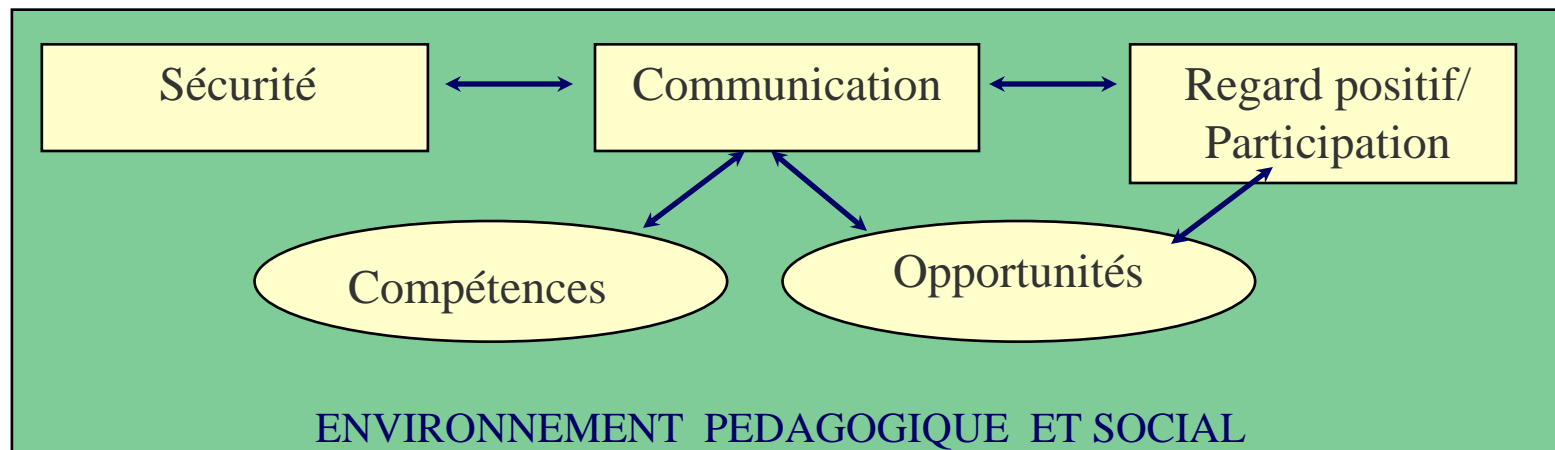 Sécurité
Communication
Regard positif/
Participation
Compétences
Opportunités
ENVIRONNEMENT PEDAGOGIQUE ET SOCIAL